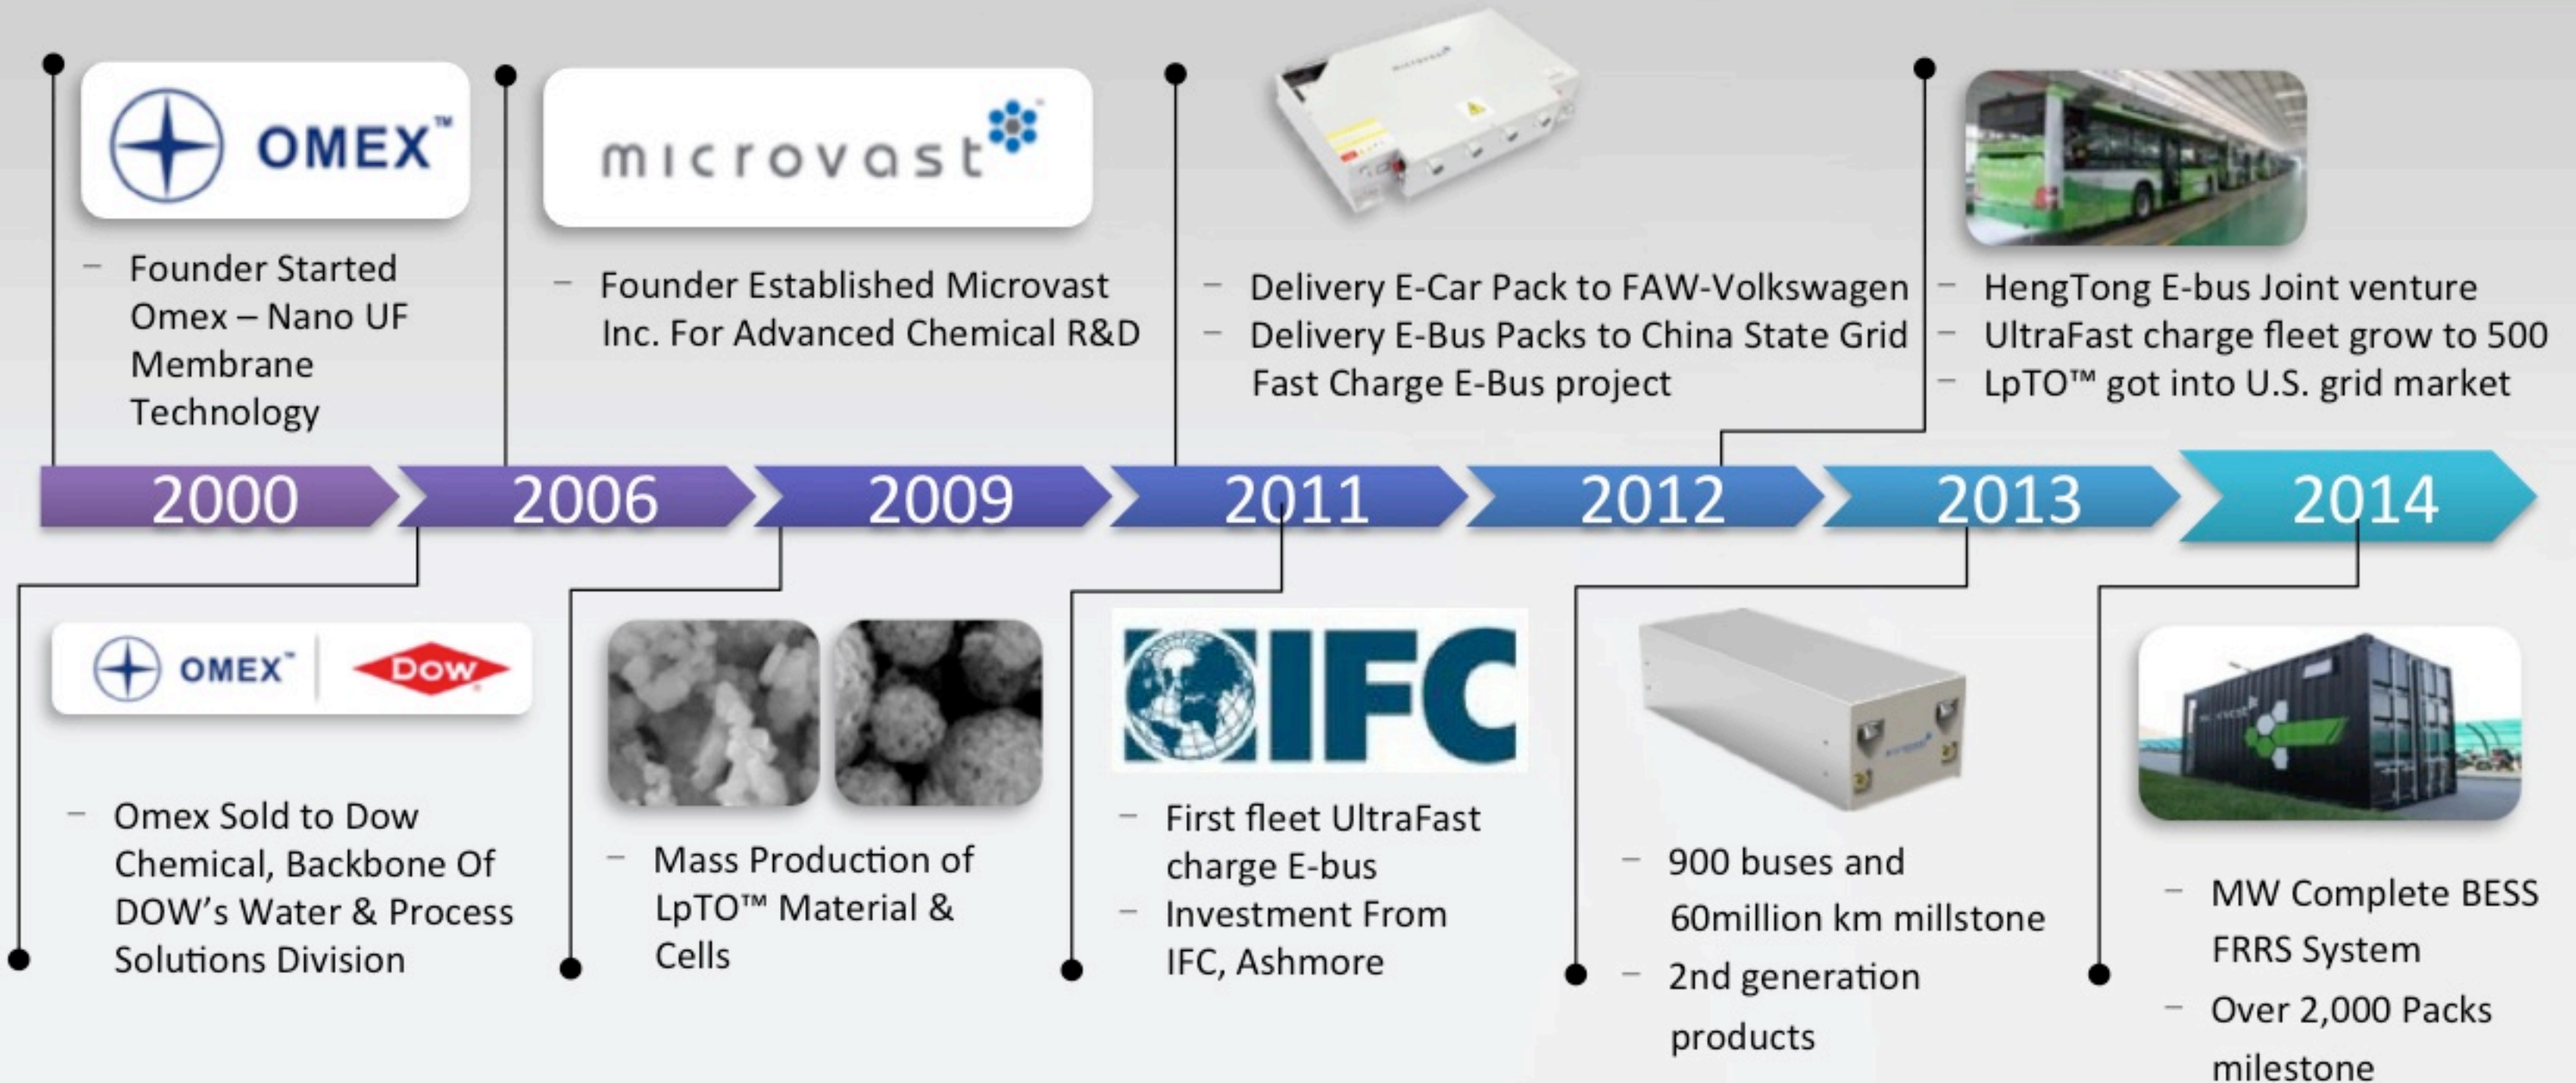 OMEX™
– Founder Started
Omex – Nano UF
Membrane
Technology
microvast™
– Founder Established Microvast
Inc. For Advanced Chemical R&D
microvast
– Delivery E-Car Pack to FAW-Volkswagen
– Delivery E-Bus Packs to China State Grid
Fast Charge E-Bus project
– HengTong E-bus Joint venture
– UltraFast charge fleet grow to 500
– LpTO™ got into U.S. grid market
2000
2006
2009
2011
2012
2013
2014
OMEX™
Dow
– Omex Sold to Dow
Chemical, Backbone Of
DOW's Water & Process
Solutions Division
– Mass Production of
LpTO™ Material &
Cells
IFC
– First fleet UltraFast
charge E-bus
– Investment From
IFC, Ashmore
– 900 buses and
60million km millstone
– 2nd generation
products
– MW Complete BESS
FRRS System
– Over 2,000 Packs
milestone